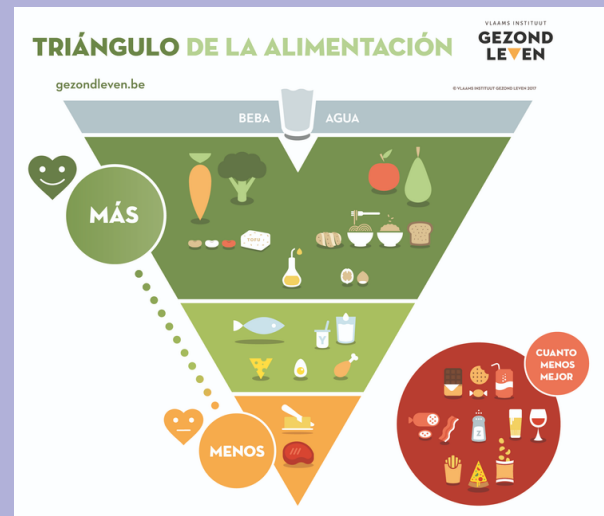 TRIÁNGULO DE LA ALIMENTACIÓN
VLAAMS INSTITUUT
GEZOND
LEVEN
gezondleven.be
© VLAAMS INSTITUUT GEZOND LEVEN 2017
BEBA AGUA
MÁS
TOFU
Y
CUANTO
MENOS
MEJOR
MENOS
Z